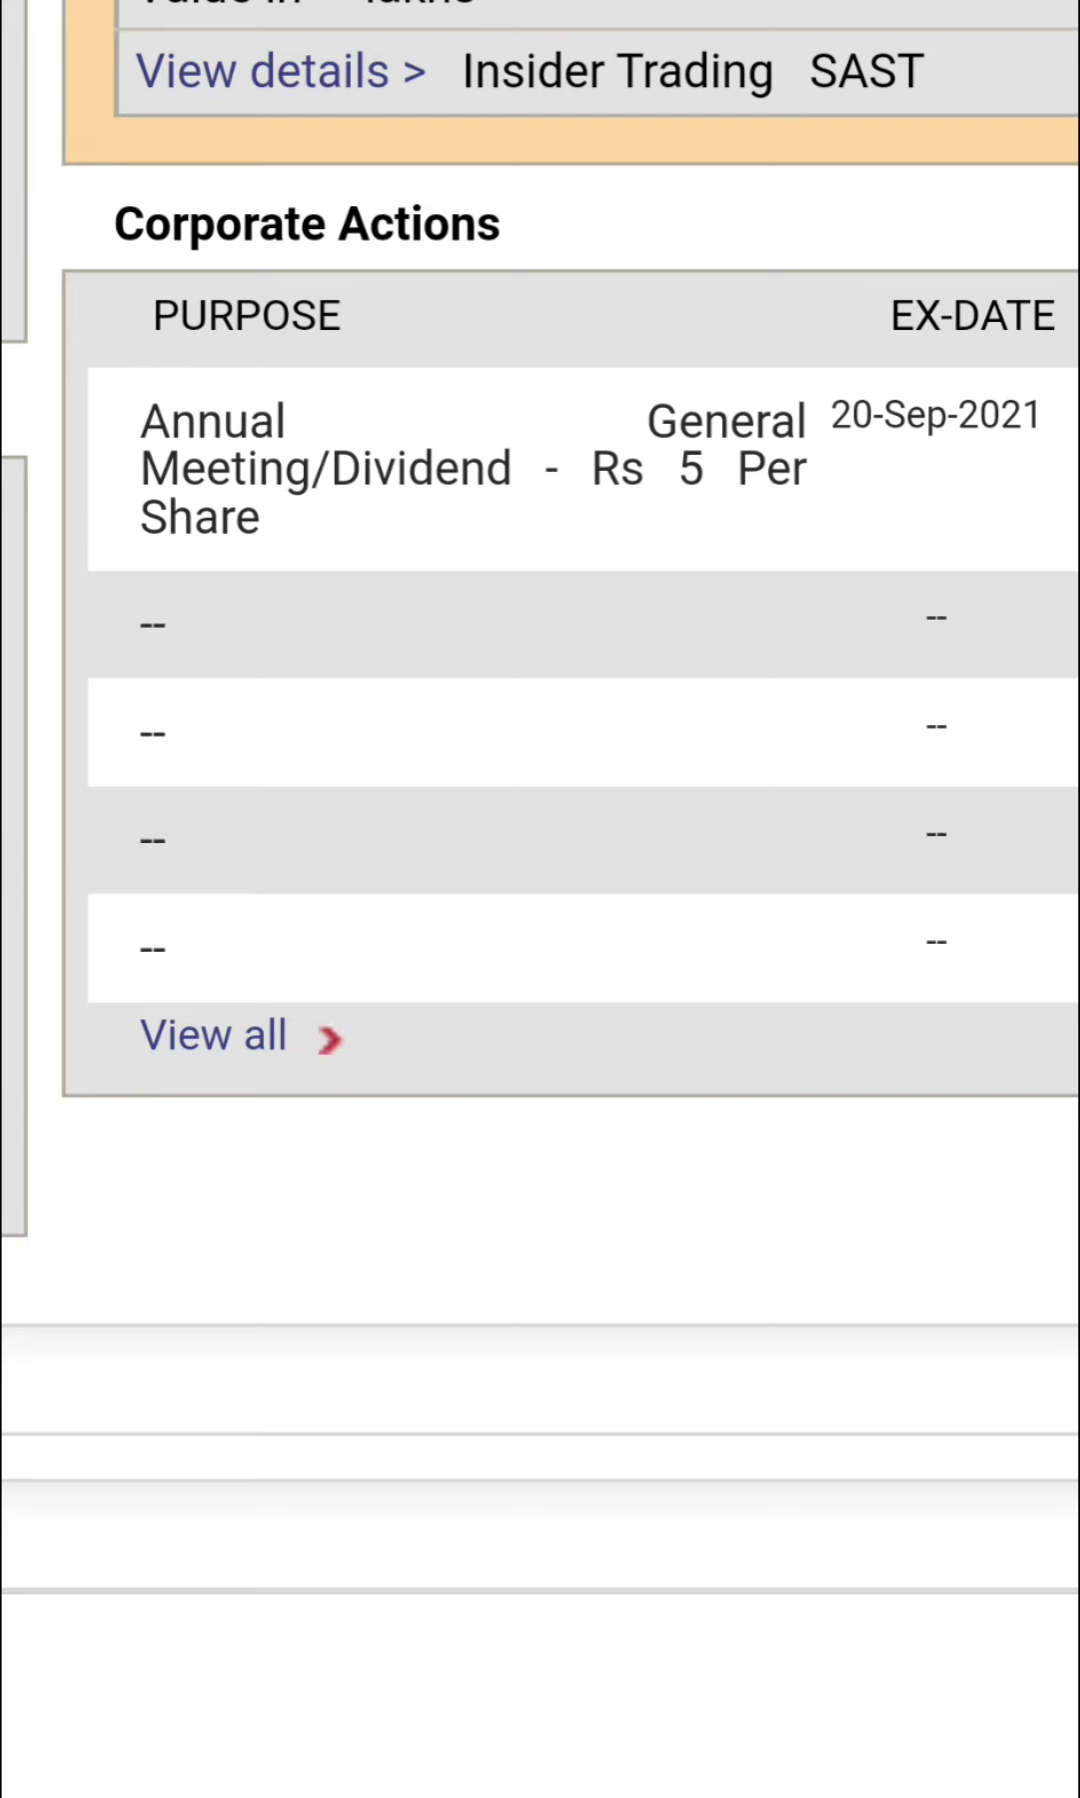 View details > Insider Trading SAST
Corporate Actions
PURPOSE EX-DATE
Annual General 20-Sep-2021
Meeting/Dividend - Rs 5 Per
Share
-- --
-- --
-- --
-- --
View all